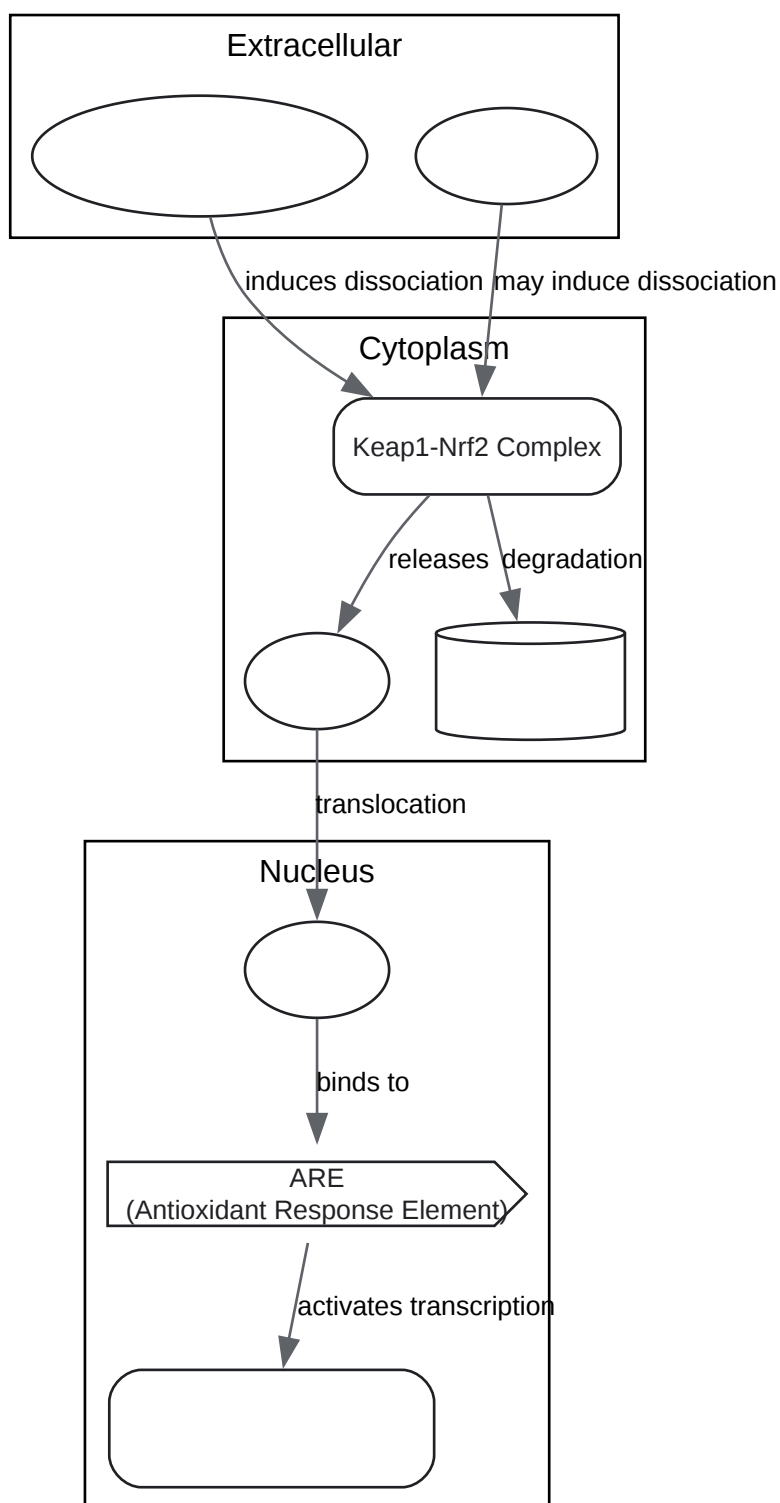 Extracellular
induces dissociation
may induce dissociation
Cytoplasm
Keap1-Nrf2 Complex
releases
degradation
translocation
Nucleus
binds to
ARE
(Antioxidant Response Element)
activates transcription